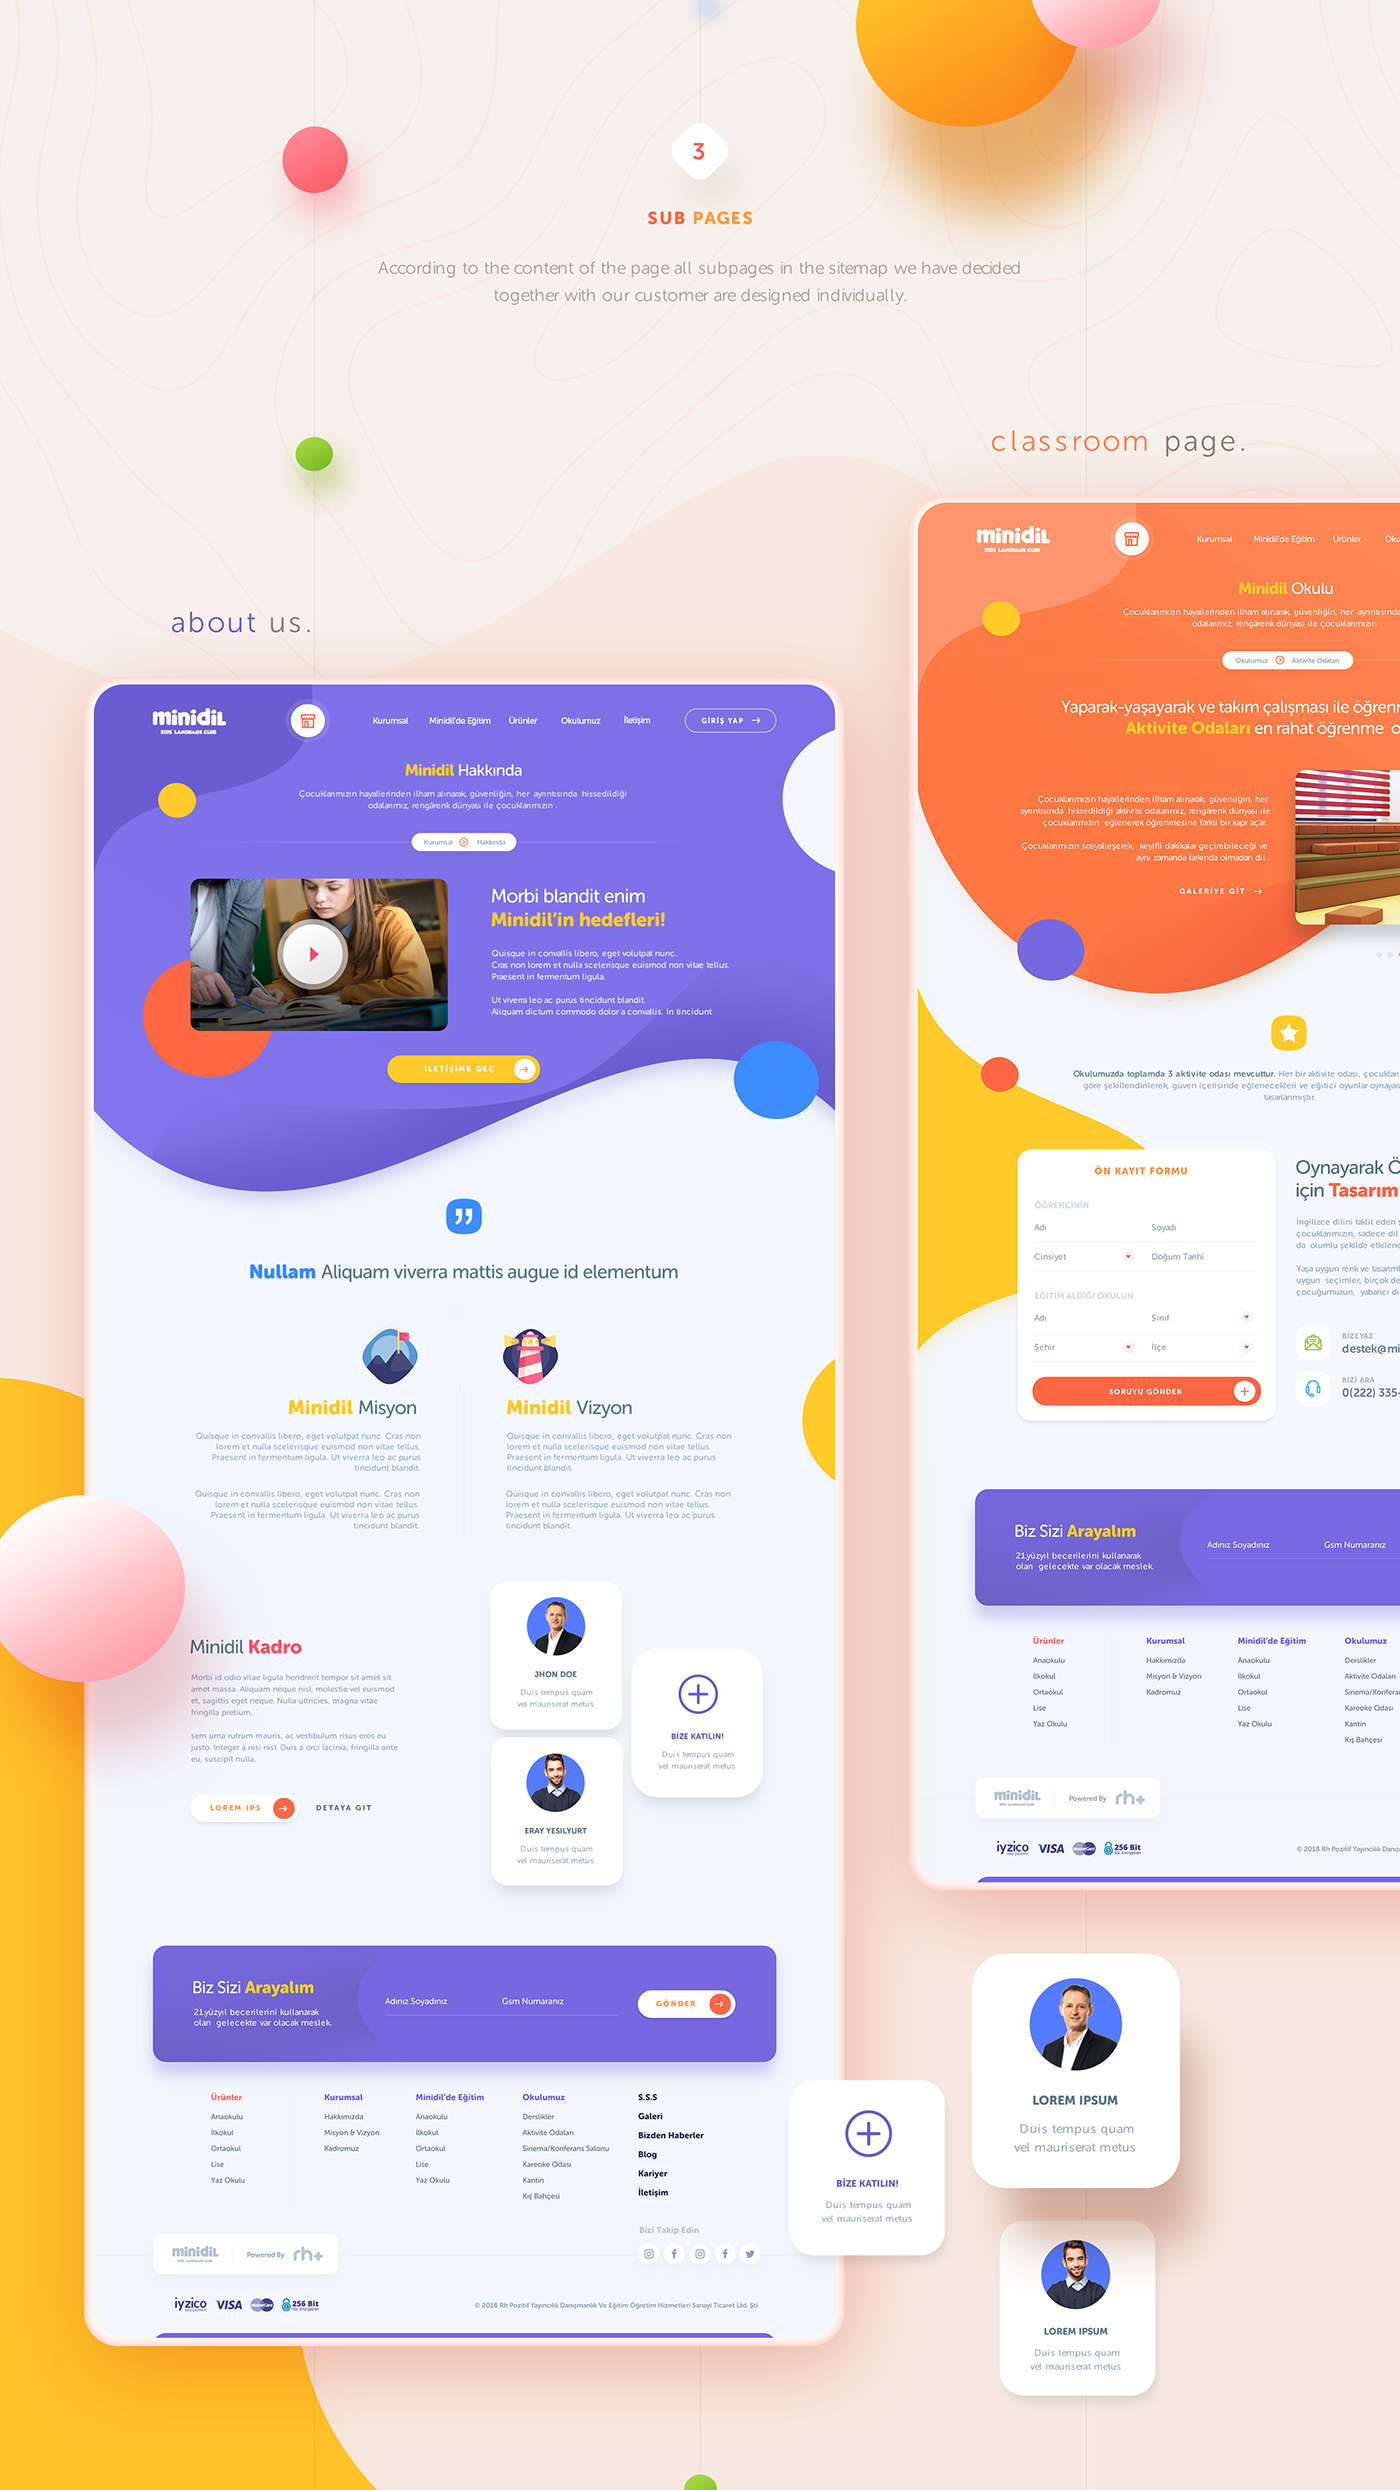 3
SUB PAGES
According to the content of the page all subpages in the sitemap we have decided
together with our customer are designed individually.
about us.
minidil
KIDS LANGUAGE CLUB
Kurumsal
Minidil'de Eğitim
Ürünler
Okulumuz
İletişim
GİRİŞ YAP
Minidil Hakkında
Çocuklarımızın hayallerinden ilham alınarak, güvenliğin, her ayrıntısında hissedildiği
odalarımız, rengârenk dünyası ile çocuklarımızın .
Kurumsal
Hakkında
Morbi blandit enim
Minidil'in hedefleri!
Quisque in convallis libero, eget volutpat nunc.
Cras non lorem et nulla scelerisque euismod non vitae tellus.
Praesent in fermentum ligula.
Ut viverra leo ac purus tincidunt blandit.
Aliquam dictum commodo dolor a convallis. In tincidunt
İLETİŞİME GEÇ
Nullam Aliquam viverra mattis augue id elementum
Minidil Misyon
Quisque in convallis libero, eget volutpat nunc. Cras non
lorem et nulla scelerisque euismod non vitae tellus.
Praesent in fermentum ligula. Ut viverra leo ac purus
tincidunt blandit.
Quisque in convallis libero, eget volutpat nunc. Cras non
lorem et nulla scelerisque euismod non vitae tellus.
Praesent in fermentum ligula. Ut viverra leo ac purus
tincidunt blandit.
Minidil Vizyon
Quisque in convallis libero, eget volutpat nunc. Cras non
lorem et nulla scelerisque euismod non vitae tellus.
Praesent in fermentum ligula. Ut viverra leo ac purus
tincidunt blandit.
Quisque in convallis libero, eget volutpat nunc. Cras non
lorem et nulla scelerisque euismod non vitae tellus.
Praesent in fermentum ligula. Ut viverra leo ac purus
tincidunt blandit.
Minidil Kadro
Morbi id odio vitae ligula hendrerit tempor sit amet sit
amet massa. Aliquam neque nisl, molestie vel euismod
et, sagittis eget neque. Nulla ultricies, magna vitae
fringilla pretium,
sem urna rutrum mauris, ac vestibulum risus eros eu
justo. Integer a nisi nisl. Duis a orci lacinia, fringilla ante
eu, suscipit nulla.
LOREM IPS
DETAYA GIT
JHON DOE
Duis tempus quam
vel mauriserat metus
BİZE KATILIN!
Duis tempus quam
vel mauriserat metus
ERAY YESILYURT
Duis tempus quam
vel mauriserat metus
Biz Sizi Arayalım
21.yüzyıl becerilerini kullanarak
olan gelecekte var olacak meslek.
Adınız Soyadınız
Gsm Numaranız
GÖNDER
Ürünler
Anaokulu
İlkokul
Ortaokul
Lise
Yaz Okulu
Kurumsal
Hakkımızda
Misyon & Vizyon
Kadromuz
Minidil'de Eğitim
Anaokulu
İlkokul
Ortaokul
Lise
Yaz Okulu
Okulumuz
Derslikler
Aktivite Odaları
Sinema/Konferans Salonu
Kareoke Odası
Kantin
Kış Bahçesi
S.S.S
Galeri
Bizden Haberler
Blog
Kariyer
İletişim
Bizi Takip Edin
minidil
KIDS LANGUAGE CLUB
Powered By rh+
iyzico
easy payment
VISA
MasterCard
256 Bit
SSL Encryption
© 2018 Rh Pozitif Yayıncılık Danışmanlık Ve Eğitim Öğretim Hizmetleri Sanayi Ticaret Ltd. Şti.
classroom page.
minidil
KIDS LANGUAGE CLUB
Kurumsal
Minidil'de Eğitim
Ürünler
Oku
Minidil Okulu
Çocuklarımızın hayallerinden ilham alınarak, güvenliğin, her ayrıntısında
odalarımız, rengârenk dünyası ile çocuklarımızın .
Okulumuz
Aktivite Odaları
Yaparak-yaşayarak ve takım çalışması ile öğren
Aktivite Odaları en rahat öğrenme o
Çocuklarımızın hayallerinden ilham alınarak, güvenliğin, her
ayrıntısında hissedildiği aktivite odalarımız, rengârenk dünyası ile
çocuklarımızın eğlenerek öğrenmesine farklı bir kapı açar.
Çocuklarımızın sosyalleşerek, keyifli dakikalar geçirebileceği ve
aynı zamanda farkında olmadan dil .
GALERİYE GİT
Okulumuzda toplamda 3 aktivite odası mevcuttur. Her bir aktivite odası, çocukları
göre şekillendirilerek, güven içerisinde eğlenecekleri ve eğitici oyunlar oynayara
tasarlanmıştır.
ÖN KAYIT FORMU
ÖĞRENCİNİN
Adı
Soyadı
Cinsiyet
Doğum Tarihi
EĞİTİM ALDIĞI OKULUN
Adı
Sınıf
Şehir
İlçe
SORUYU GÖNDER
Oynayarak Ö
için Tasarım
İngilizce dilini taklit eden
çocuklarımızın, sadece dil
da olumlu şekilde etkilen
Yaşa uygun renk ve tasarıml
uygun seçimler, birçok de
çocuğumuzun, yabancı di
BİZE YAZ
destek@mi
BİZİ ARA
0(222) 335-
Biz Sizi Arayalım
21.yüzyıl becerilerini kullanarak
olan gelecekte var olacak meslek.
Adınız Soyadınız
Gsm Numaranız
Ürünler
Anaokulu
İlkokul
Ortaokul
Lise
Yaz Okulu
Kurumsal
Hakkımızda
Misyon & Vizyon
Kadromuz
Minidil'de Eğitim
Anaokulu
İlkokul
Ortaokul
Lise
Yaz Okulu
Okulumuz
Derslikler
Aktivite Odaları
Sinema/Konferan
Kareoke Odası
Kantin
Kış Bahçesi
minidil
KIDS LANGUAGE CLUB
Powered By rh+
iyzico
easy payment
VISA
MasterCard
256 Bit
SSL Encryption
© 2018 Rh Pozitif Yayıncılık Danış
BİZE KATILIN!
Duis tempus quam
vel mauriserat metus
LOREM IPSUM
Duis tempus quam
vel mauriserat metus
LOREM IPSUM
Duis tempus quam
vel mauriserat metus